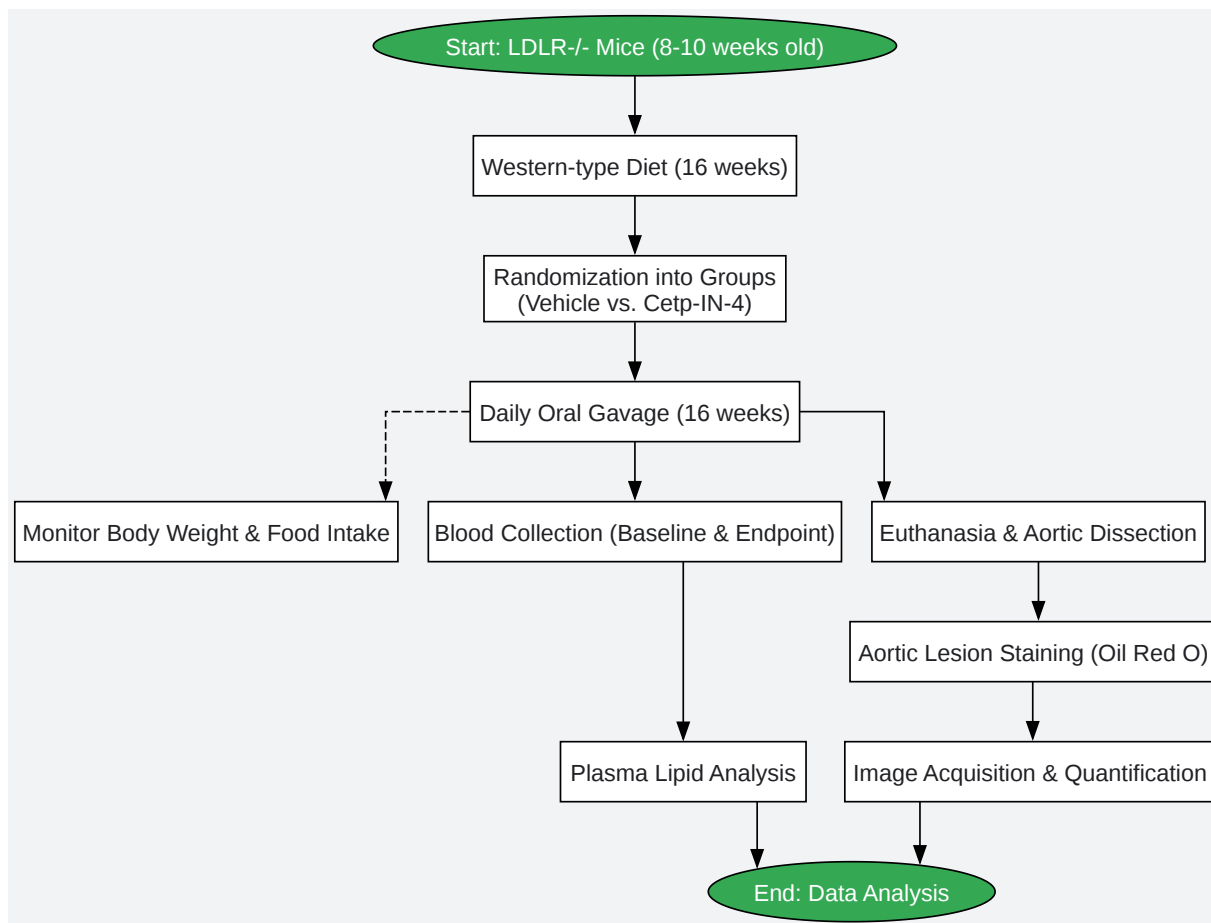 Start: LDLR-/- Mice (8-10 weeks old)
Western-type Diet (16 weeks)
Randomization into Groups
(Vehicle vs. Cetp-IN-4)
Daily Oral Gavage (16 weeks)
Monitor Body Weight & Food Intake
Blood Collection (Baseline & Endpoint)
Euthanasia & Aortic Dissection
Aortic Lesion Staining (Oil Red O)
Plasma Lipid Analysis
Image Acquisition & Quantification
End: Data Analysis